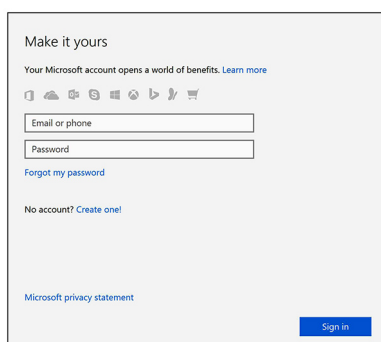 Make it yours
Your Microsoft account opens a world of benefits. Learn more
Email or phone
Password
Forgot my password
No account? Create one!
Microsoft privacy statement
Sign in